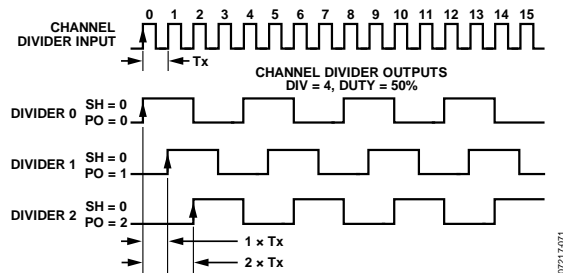 0 1 2 3 4 5 6 7 8 9 10 11 12 13 14 15
CHANNEL
DIVIDER INPUT
Tx
CHANNEL DIVIDER OUTPUTS
DIV = 4, DUTY = 50%
DIVIDER 0
SH = 0
PO = 0
DIVIDER 1
SH = 0
PO = 1
DIVIDER 2
SH = 0
PO = 2
1 × Tx
2 × Tx
07217-071